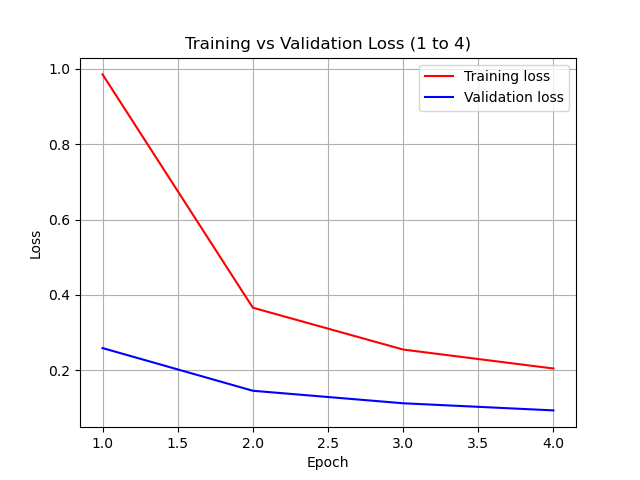 Training vs Validation Loss (1 to 4)
Training loss
Validation loss
Loss
1.0
0.8
0.6
0.4
0.2
1.0 1.5 2.0 2.5 3.0 3.5 4.0
Epoch